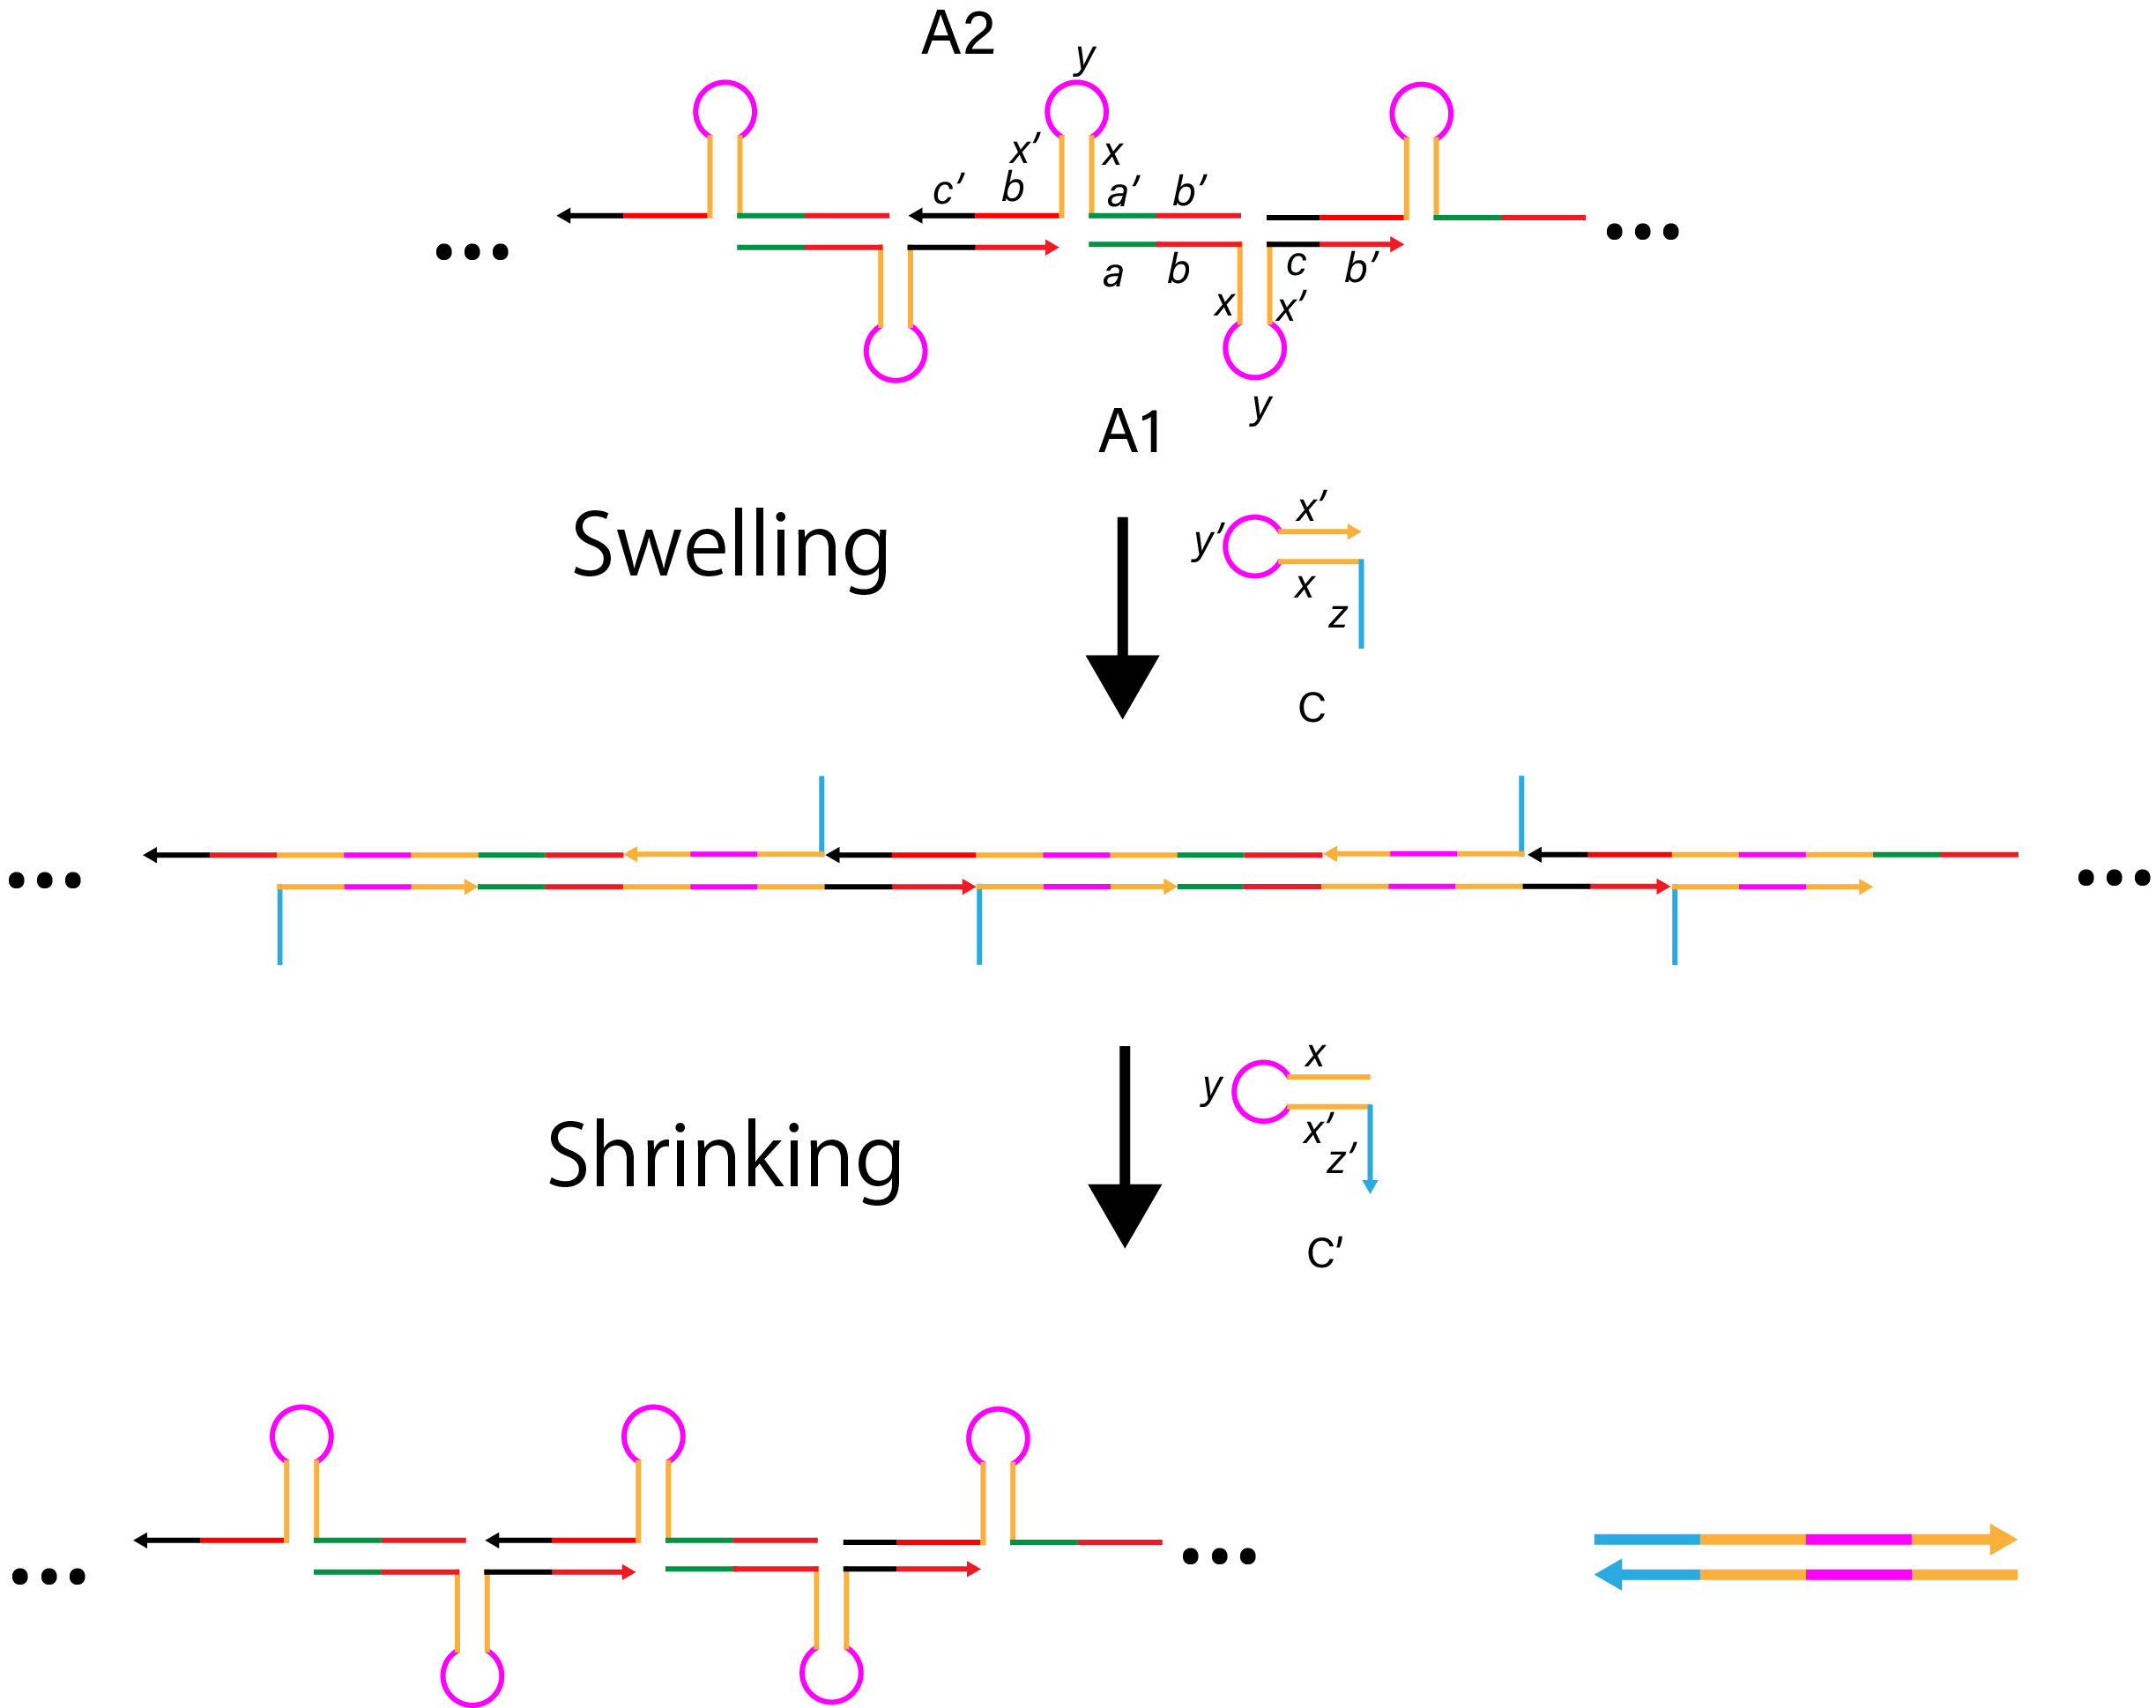 A2
y
x′
x
c′
b
a′
b′
a
b
c
b′
x
x′
y
A1
Swelling
x′
y′
x
z
C
Shrinking
x
y
x′
z′
C′